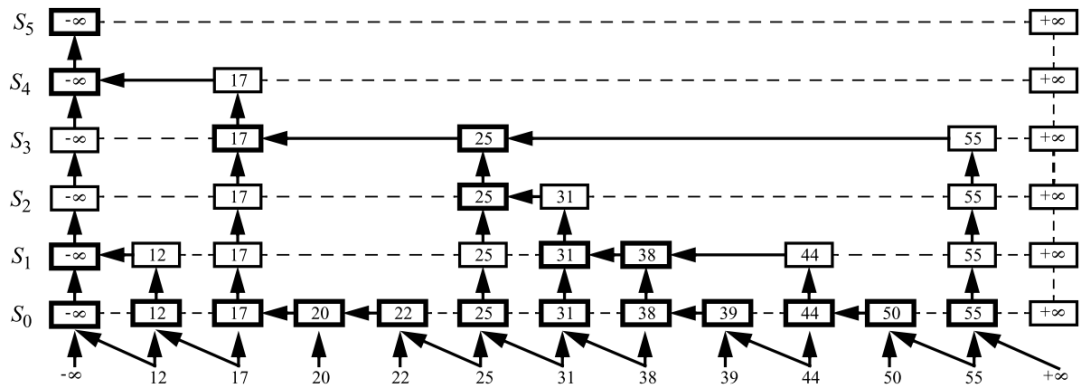 S5 -∞ +∞
S4 -∞ 17 +∞
S3 -∞ 17 25 55 +∞
S2 -∞ 17 25 31 55 +∞
S1 -∞ 12 17 25 31 38 44 55 +∞
S0 -∞ 12 17 20 22 25 31 38 39 44 50 55 +∞
-∞ 12 17 20 22 25 31 38 39 44 50 55 +∞